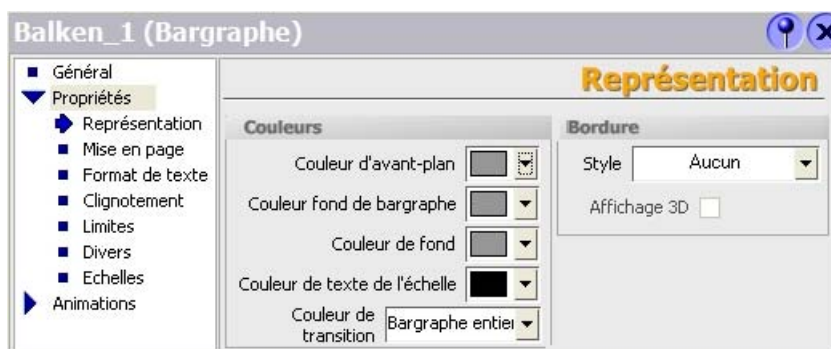 Balken_1 (Bargraphe)
Général
Propriétés
Représentation
Mise en page
Format de texte
Clignotement
Limites
Divers
Echelles
Animations
Représentation
Couleurs
Couleur d'avant-plan
Couleur fond de bargraphe
Couleur de fond
Couleur de texte de l'échelle
Couleur de transition Bargraphe entier
Bordure
Style Aucun
Affichage 3D